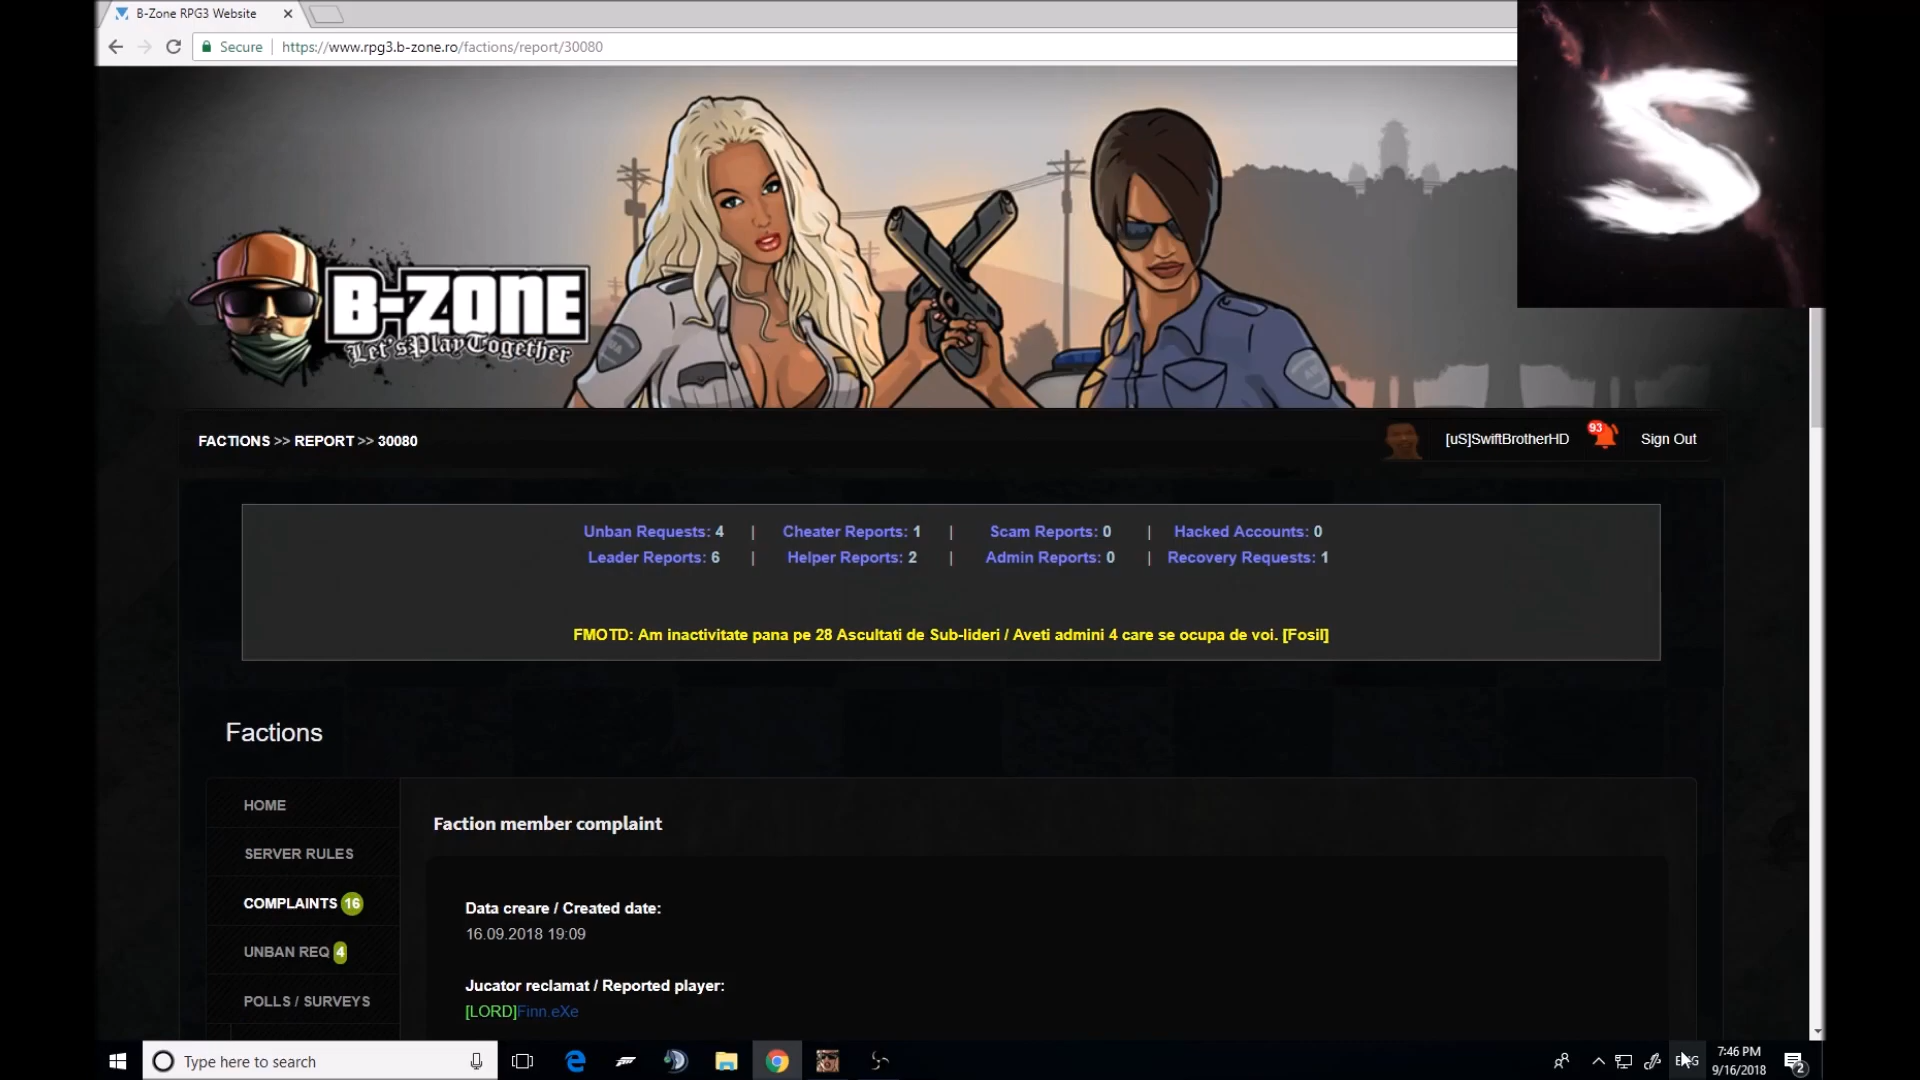 B-Zone RPG3 Website
Secure https://www.rpg3.b-zone.ro/factions/report/30080
S
B-ZONE
Let's Play Together
FACTIONS >> REPORT >> 30080
[uS]SwiftBrotherHD 93 Sign Out
Unban Requests: 4 | Cheater Reports: 1 | Scam Reports: 0 | Hacked Accounts: 0
Leader Reports: 6 | Helper Reports: 2 | Admin Reports: 0 | Recovery Requests: 1
FMOTD: Am inactivitate pana pe 28 Ascultati de Sub-lideri / Aveti admini 4 care se ocupa de voi. [Fosil]
Factions
HOME
SERVER RULES
COMPLAINTS 16
UNBAN REQ 4
POLLS / SURVEYS
Faction member complaint
Data creare / Created date:
16.09.2018 19:09
Jucator reclamat / Reported player:
[LORD]Finn.eXe
Type here to search
7:46 PM
9/16/2018
2